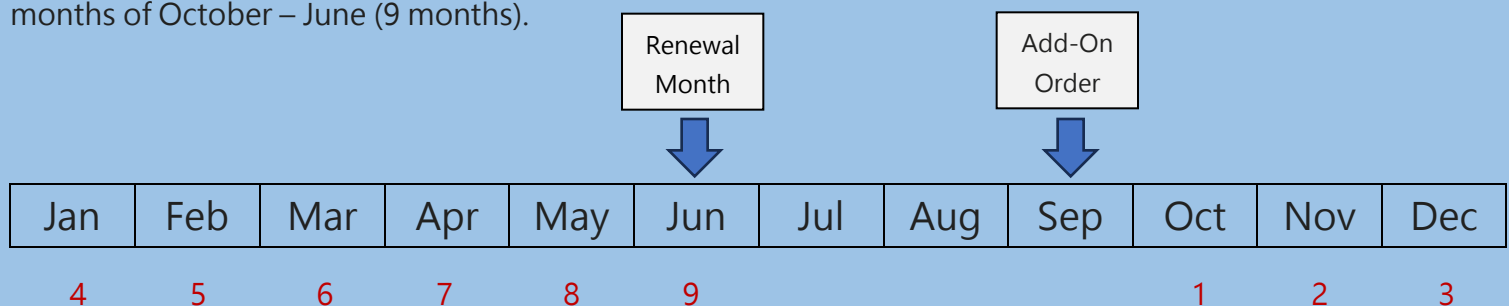 months of October – June (9 months).
Renewal
Month
Add-On
Order
Jan Feb Mar Apr May Jun Jul Aug Sep Oct Nov Dec
4 5 6 7 8 9 1 2 3